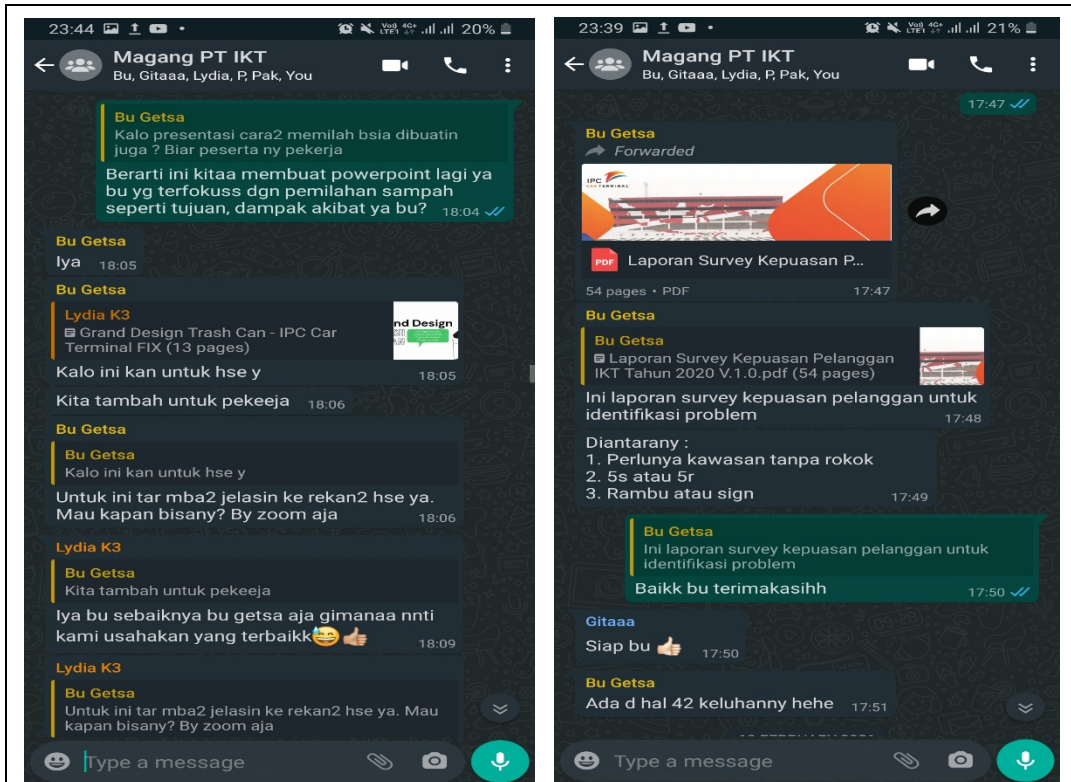 23:44
20%
Magang PT IKT
Bu, Gitaaa, Lydia, P, Pak, You
Bu Getsa
Kalo presentasi cara2 memilah bsia dibuatin
juga ? Biar peserta ny pekerja
Berarti ini kitaa membuat powerpoint lagi ya
bu yg terfokuss dgn pemilahan sampah
seperti tujuan, dampak akibat ya bu?
18:04
Bu Getsa
Iya 18:05
Bu Getsa
Lydia K3
Grand Design Trash Can - IPC Car
Terminal FIX (13 pages)
nd Design
Kalo ini kan untuk hse y
18:05
Kita tambah untuk pekeeja 18:06
Bu Getsa
Bu Getsa
Kalo ini kan untuk hse y
Untuk ini tar mba2 jelasin ke rekan2 hse ya.
Mau kapan bisany? By zoom aja
18:06
Lydia K3
Bu Getsa
Kita tambah untuk pekeeja
Iya bu sebaiknya bu getsa aja gimanaa nnti
kami usahakan yang terbaikk😅👍🏻
18:09
Lydia K3
Bu Getsa
Untuk ini tar mba2 jelasin ke rekan2 hse ya. Mau
kapan bisany? By zoom aja
Type a message
23:39
21%
Magang PT IKT
Bu, Gitaaa, Lydia, P, Pak, You
17:47
Bu Getsa
Forwarded
IPC
CAR TERMINAL
PDF Laporan Survey Kepuasan P...
54 pages • PDF 17:47
Bu Getsa
Bu Getsa
Laporan Survey Kepuasan Pelanggan
IKT Tahun 2020 V.1.0.pdf (54 pages)
Ini laporan survey kepuasan pelanggan untuk
identifikasi problem
17:48
Diantarany :
1. Perlunya kawasan tanpa rokok
2. 5s atau 5r
3. Rambu atau sign
17:49
Bu Getsa
Ini laporan survey kepuasan pelanggan untuk
identifikasi problem
Baikk bu terimakasihh
17:50
Gitaaa
Siap bu 👍🏻 17:50
Bu Getsa
Ada d hal 42 keluhanny hehe 17:51
Type a message